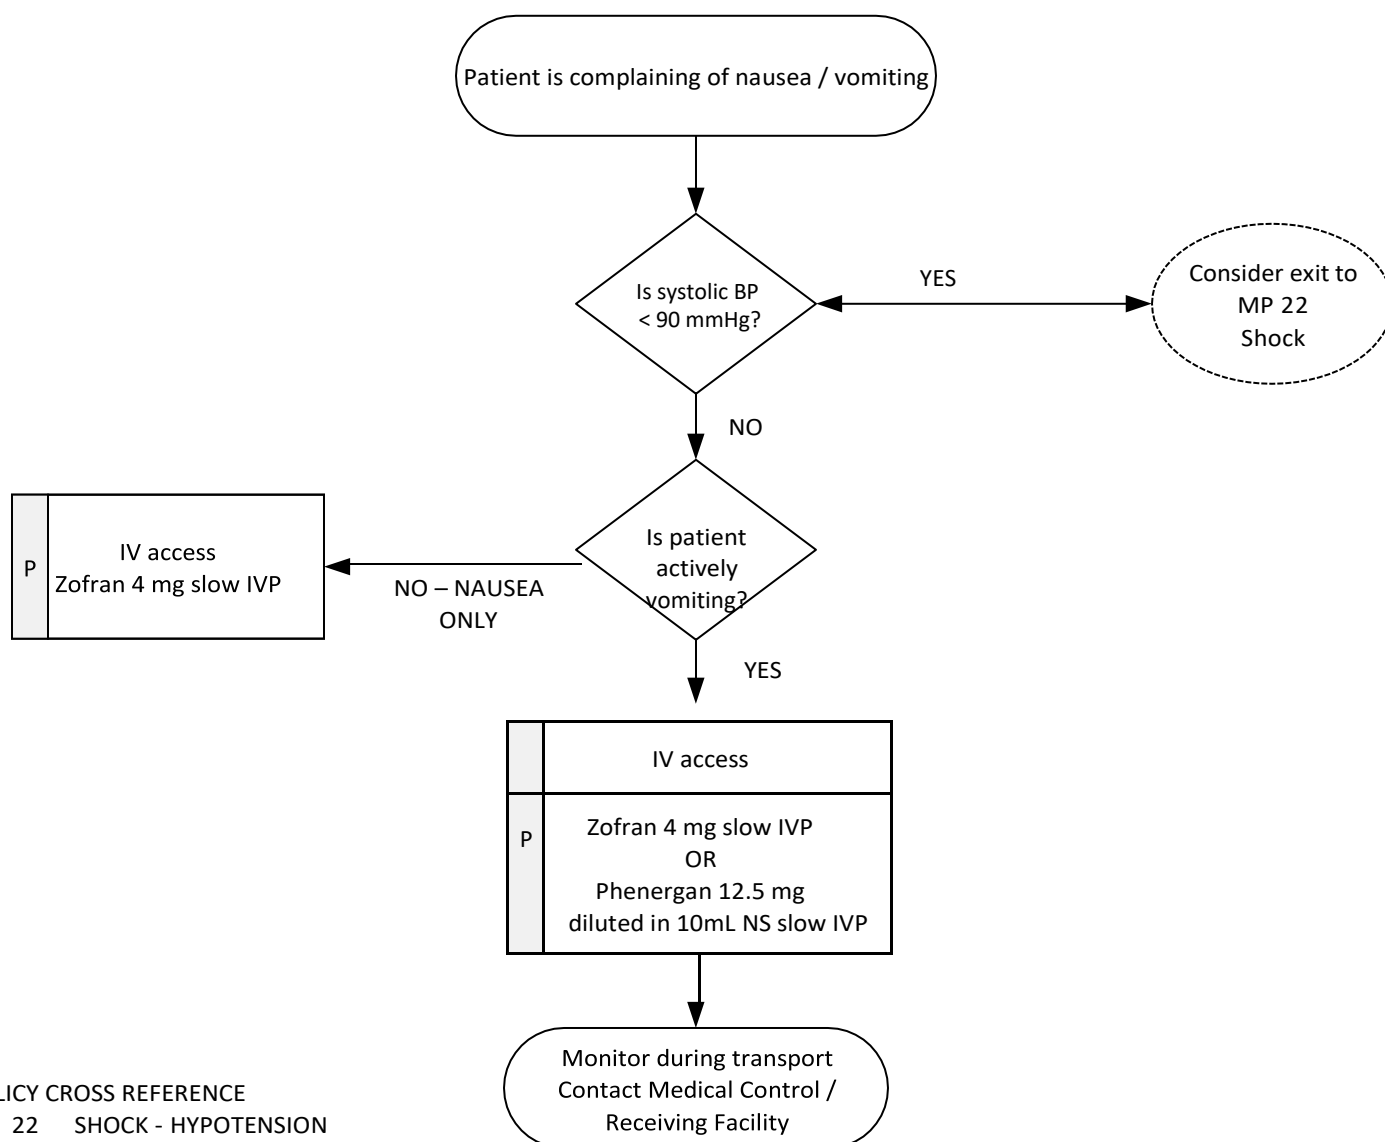 Patient is complaining of nausea / vomiting
Is systolic BP
< 90 mmHg?
YES
Consider exit to
MP 22
Shock
NO
Is patient
actively
vomiting?
NO – NAUSEA
ONLY
P
IV access
Zofran 4 mg slow IVP
YES
IV access
P
Zofran 4 mg slow IVP
OR
Phenergan 12.5 mg
diluted in 10mL NS slow IVP
Monitor during transport
Contact Medical Control /
Receiving Facility
LICY CROSS REFERENCE
22 SHOCK - HYPOTENSION